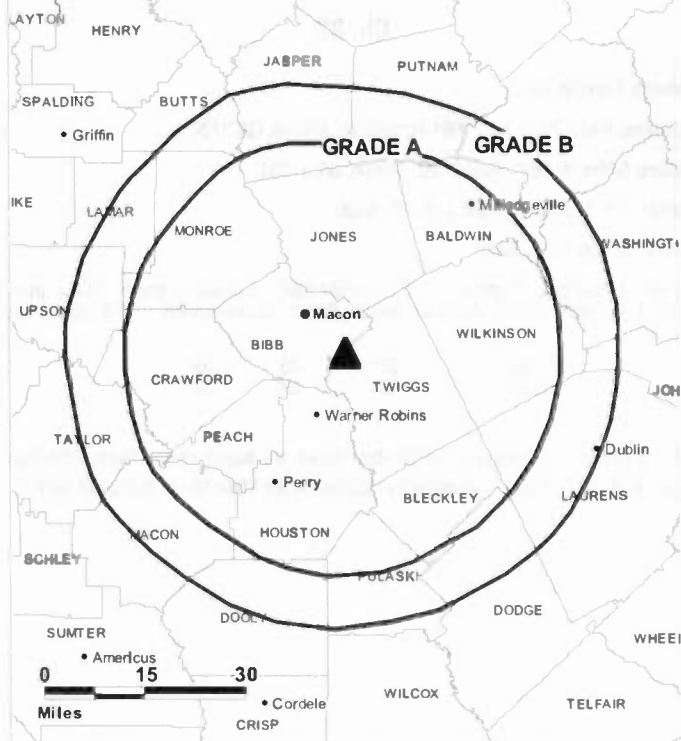 AYTON
HENRY
JASPER
PUTNAM
SPALDING
BUTTS
Griffin
GRADE A
GRADE B
IKE
LAMAR
Milledgeville
MONROE
JONES
BALDWIN
WASHINGT
UPSON
Macon
BIBB
WILKINSON
CRAWFORD
TWIGGS
JOH
Warner Robins
PEACH
TAYLOR
Dublin
Perry
BLECKLEY
LAURENS
MACON
HOUSTON
SCHLEY
PULASKI
DOOLY
DODGE
SUMTER
WHEEL
Americus
0 15 30
Miles
Cordele
WILCOX
TELFAIR
CRISP